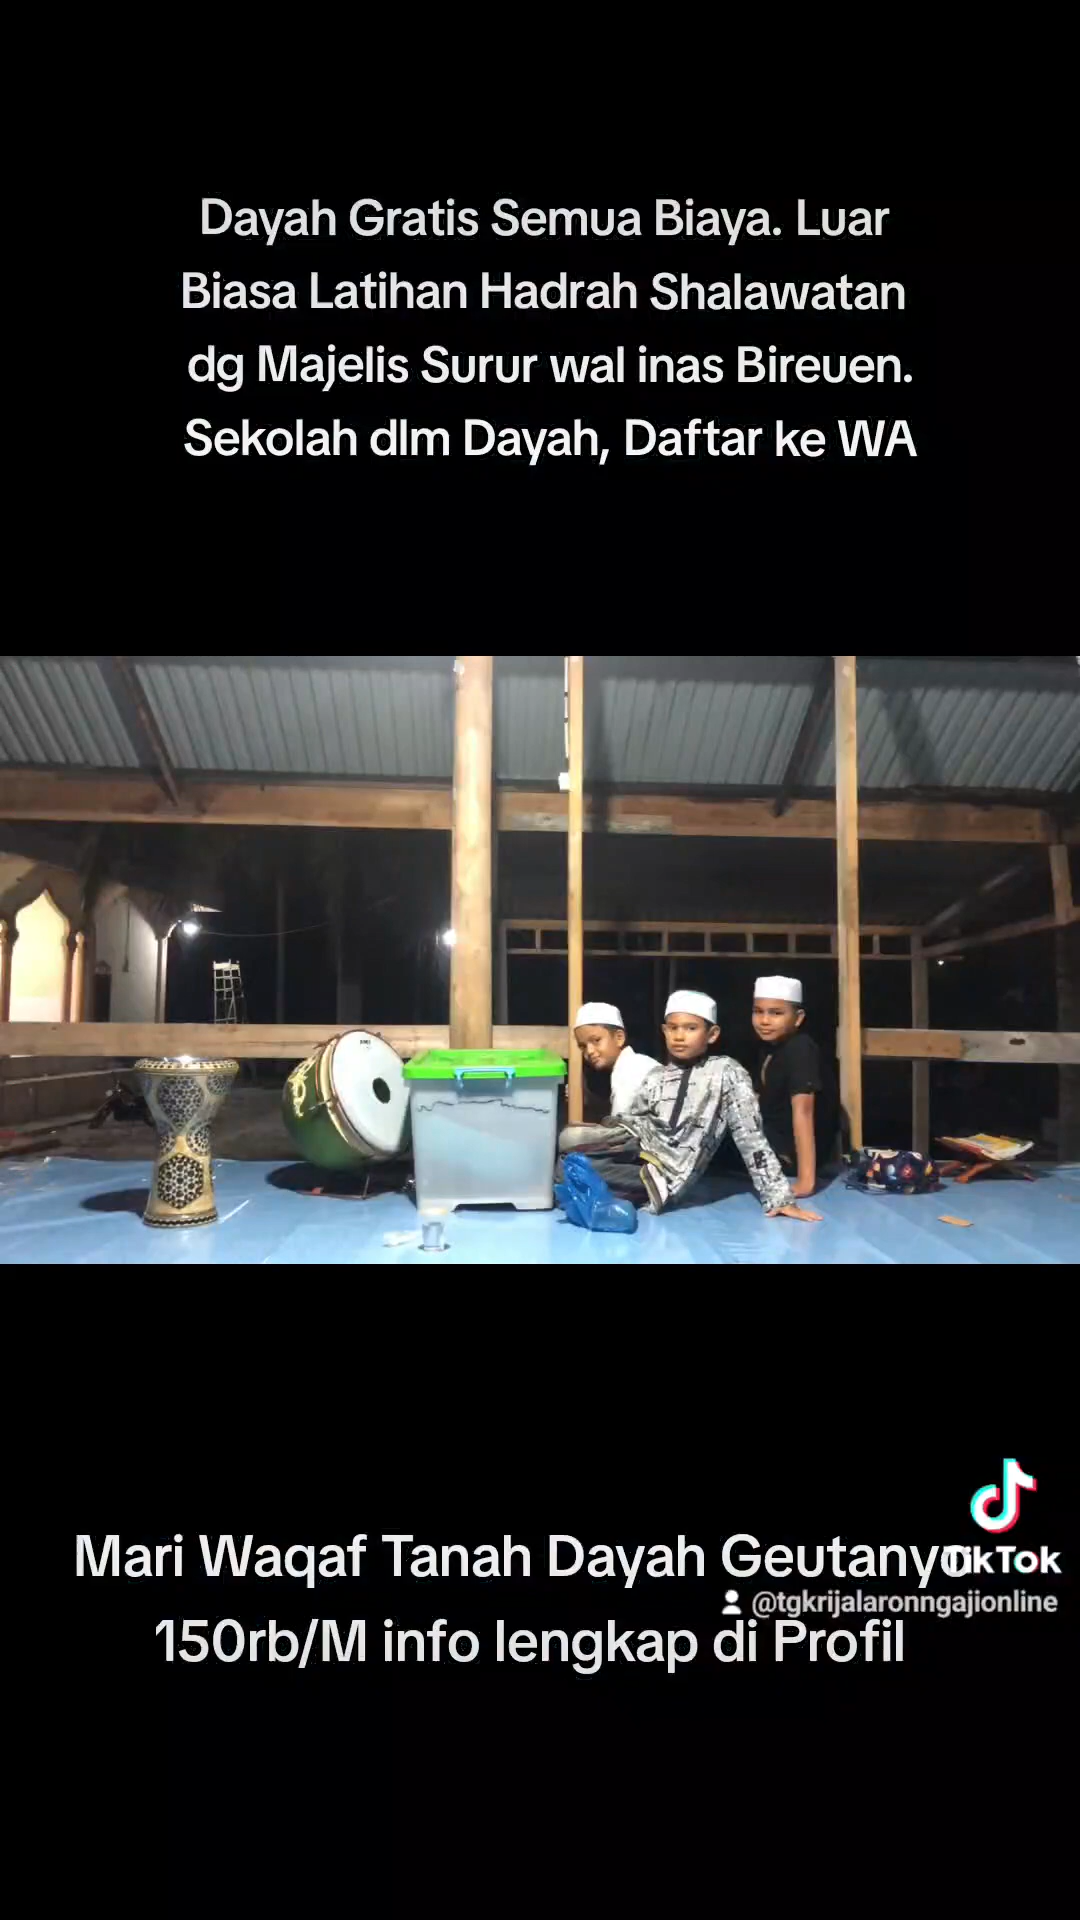 Dayah Gratis Semua Biaya. Luar
Biasa Latihan Hadrah Shalawatan
dg Majelis Surur wal inas Bireuen.
Sekolah dlm Dayah, Daftar ke WA
Mari Waqaf Tanah Dayah Geutanyo
TikTok
@tgkrijalaronngajionline
150rb/M info lengkap di Profil